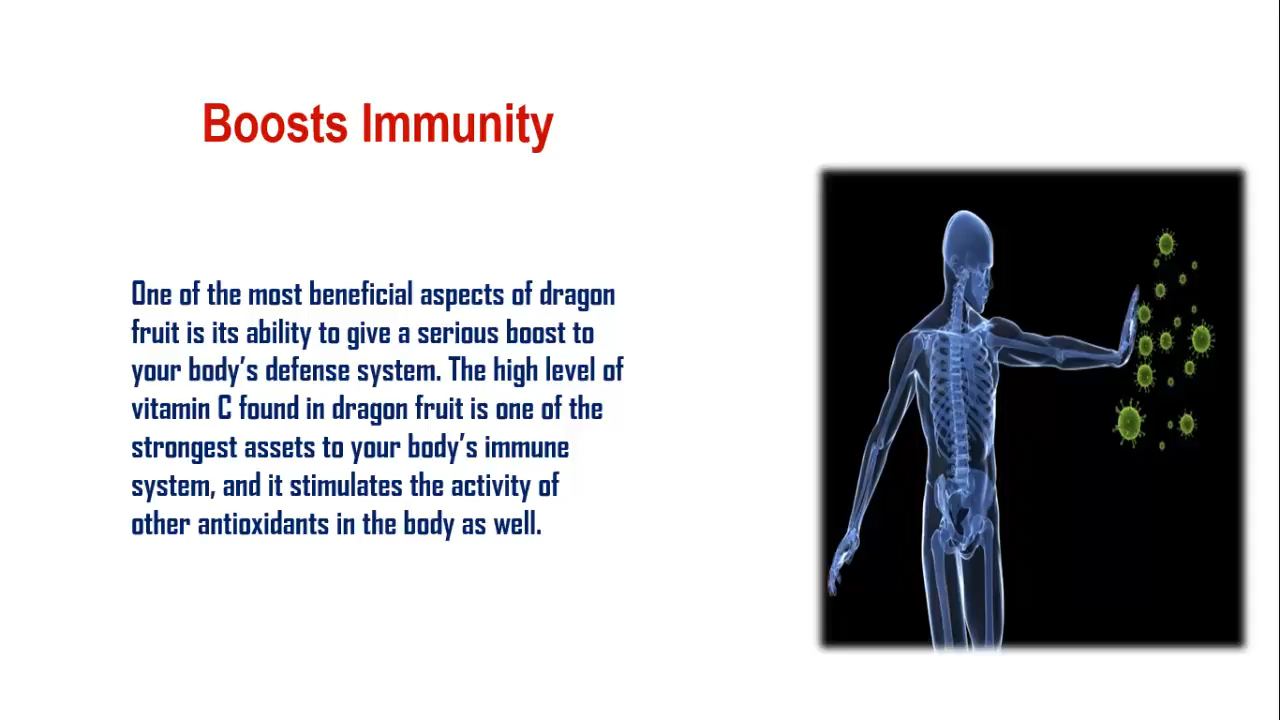 Boosts Immunity
One of the most beneficial aspects of dragon
fruit is its ability to give a serious boost to
your body’s defense system. The high level of
vitamin C found in dragon fruit is one of the
strongest assets to your body’s immune
system, and it stimulates the activity of
other antioxidants in the body as well.